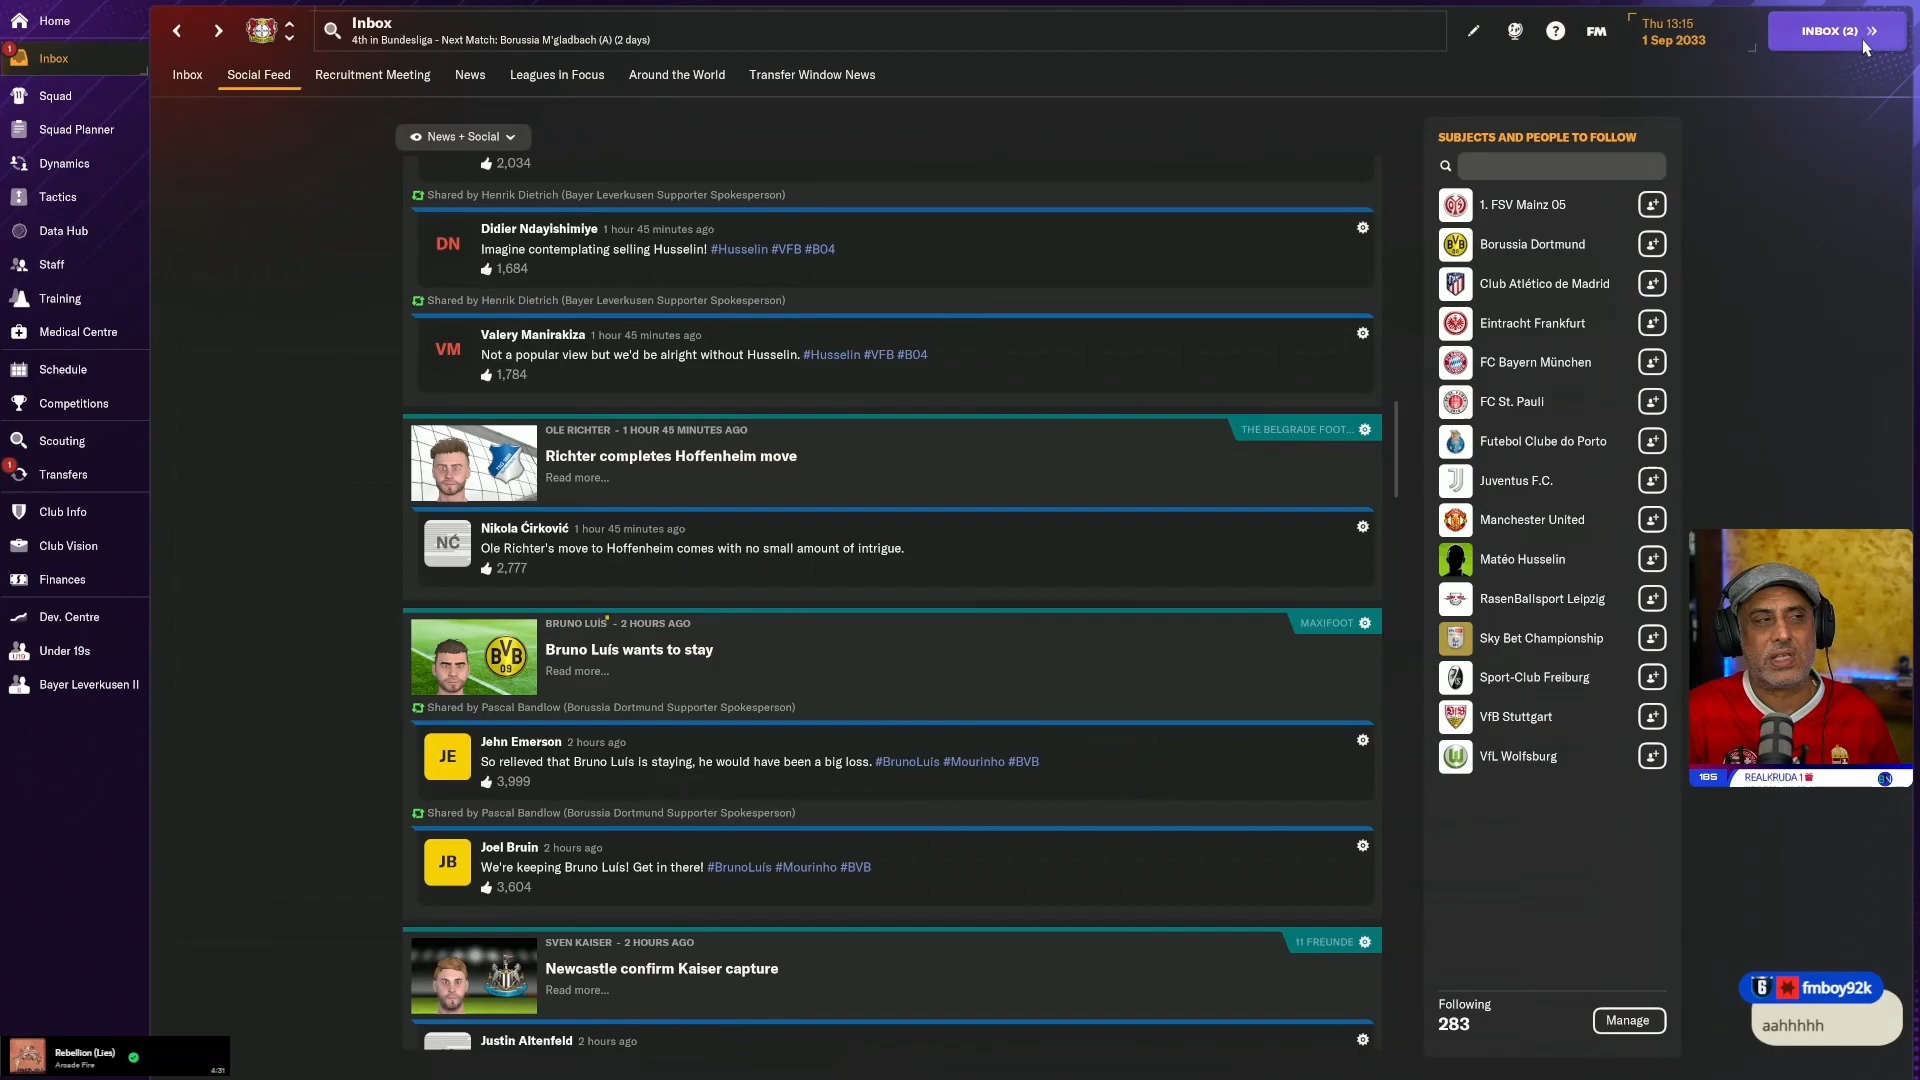 Home
1
Inbox
Squad
Squad Planner
Dynamics
Tactics
Data Hub
Staff
Training
Medical Centre
Schedule
Competitions
Scouting
1
Transfers
Club Info
Club Vision
Finances
Dev. Centre
U19
Under 19s
Bayer Leverkusen II
Rebellion (Lies)
Arcade Fire
4:31
Inbox
4th in Bundesliga - Next Match: Borussia M'gladbach (A) (2 days)
?
FM
Thu 13:15
1 Sep 2033
INBOX (2)
Inbox
Social Feed
Recruitment Meeting
News
Leagues in Focus
Around the World
Transfer Window News
News + Social
2,034
Shared by Henrik Dietrich (Bayer Leverkusen Supporter Spokesperson)
DN
Didier Ndayishimiye 1 hour 45 minutes ago
Imagine contemplating selling Husselin! #Husselin #VFB #B04
1,684
Shared by Henrik Dietrich (Bayer Leverkusen Supporter Spokesperson)
VM
Valery Manirakiza 1 hour 45 minutes ago
Not a popular view but we'd be alright without Husselin. #Husselin #VFB #B04
1,784
OLE RICHTER - 1 HOUR 45 MINUTES AGO
THE BELGRADE FOOT...
Richter completes Hoffenheim move
Read more...
NĆ
Nikola Ćirković 1 hour 45 minutes ago
Ole Richter's move to Hoffenheim comes with no small amount of intrigue.
2,777
BRUNO LUÍS - 2 HOURS AGO
MAXIFOOT
BVB
09
Bruno Luís wants to stay
Read more...
Shared by Pascal Bandlow (Borussia Dortmund Supporter Spokesperson)
JE
Jehn Emerson 2 hours ago
So relieved that Bruno Luís is staying, he would have been a big loss. #BrunoLuís #Mourinho #BVB
3,999
Shared by Pascal Bandlow (Borussia Dortmund Supporter Spokesperson)
JB
Joel Bruin 2 hours ago
We're keeping Bruno Luís! Get in there! #BrunoLuís #Mourinho #BVB
3,604
SVEN KAISER - 2 HOURS AGO
11 FREUNDE
Newcastle confirm Kaiser capture
Read more...
Justin Altenfeld 2 hours ago
SUBJECTS AND PEOPLE TO FOLLOW
1. FSV Mainz 05
Borussia Dortmund
Club Atlético de Madrid
Eintracht Frankfurt
FC Bayern München
FC St. Pauli
Futebol Clube do Porto
Juventus F.C.
Manchester United
Matéo Husselin
RasenBallsport Leipzig
Sky Bet Championship
Sport-Club Freiburg
VfB Stuttgart
VfL Wolfsburg
Following
283
Manage
185
REALKRUDA 1
6
fmboy92k
aahhhhh